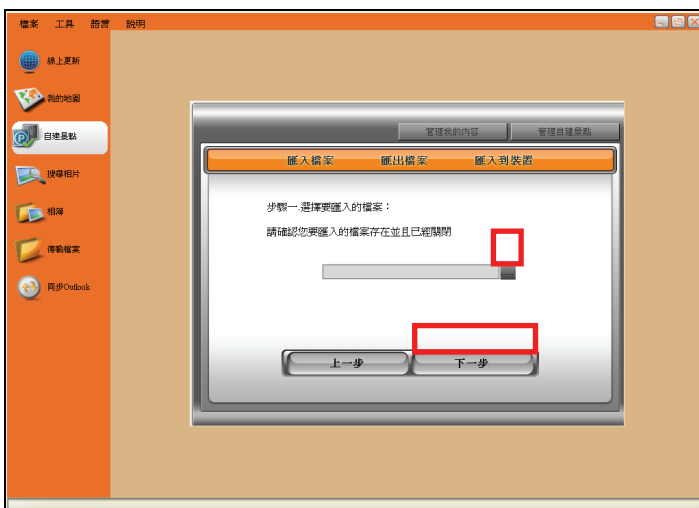 檔案 工具 語言 說明
線上更新
我的地圖
自建景點
搜尋相片
相簿
傳輸檔案
同步Outlook
管理我的內容 管理自建景點
匯入檔案 匯出檔案 匯入到裝置
步驟一.選擇要匯入的檔案：
請確認您要匯入的檔案存在並且已經關閉
....
上一步 下一步